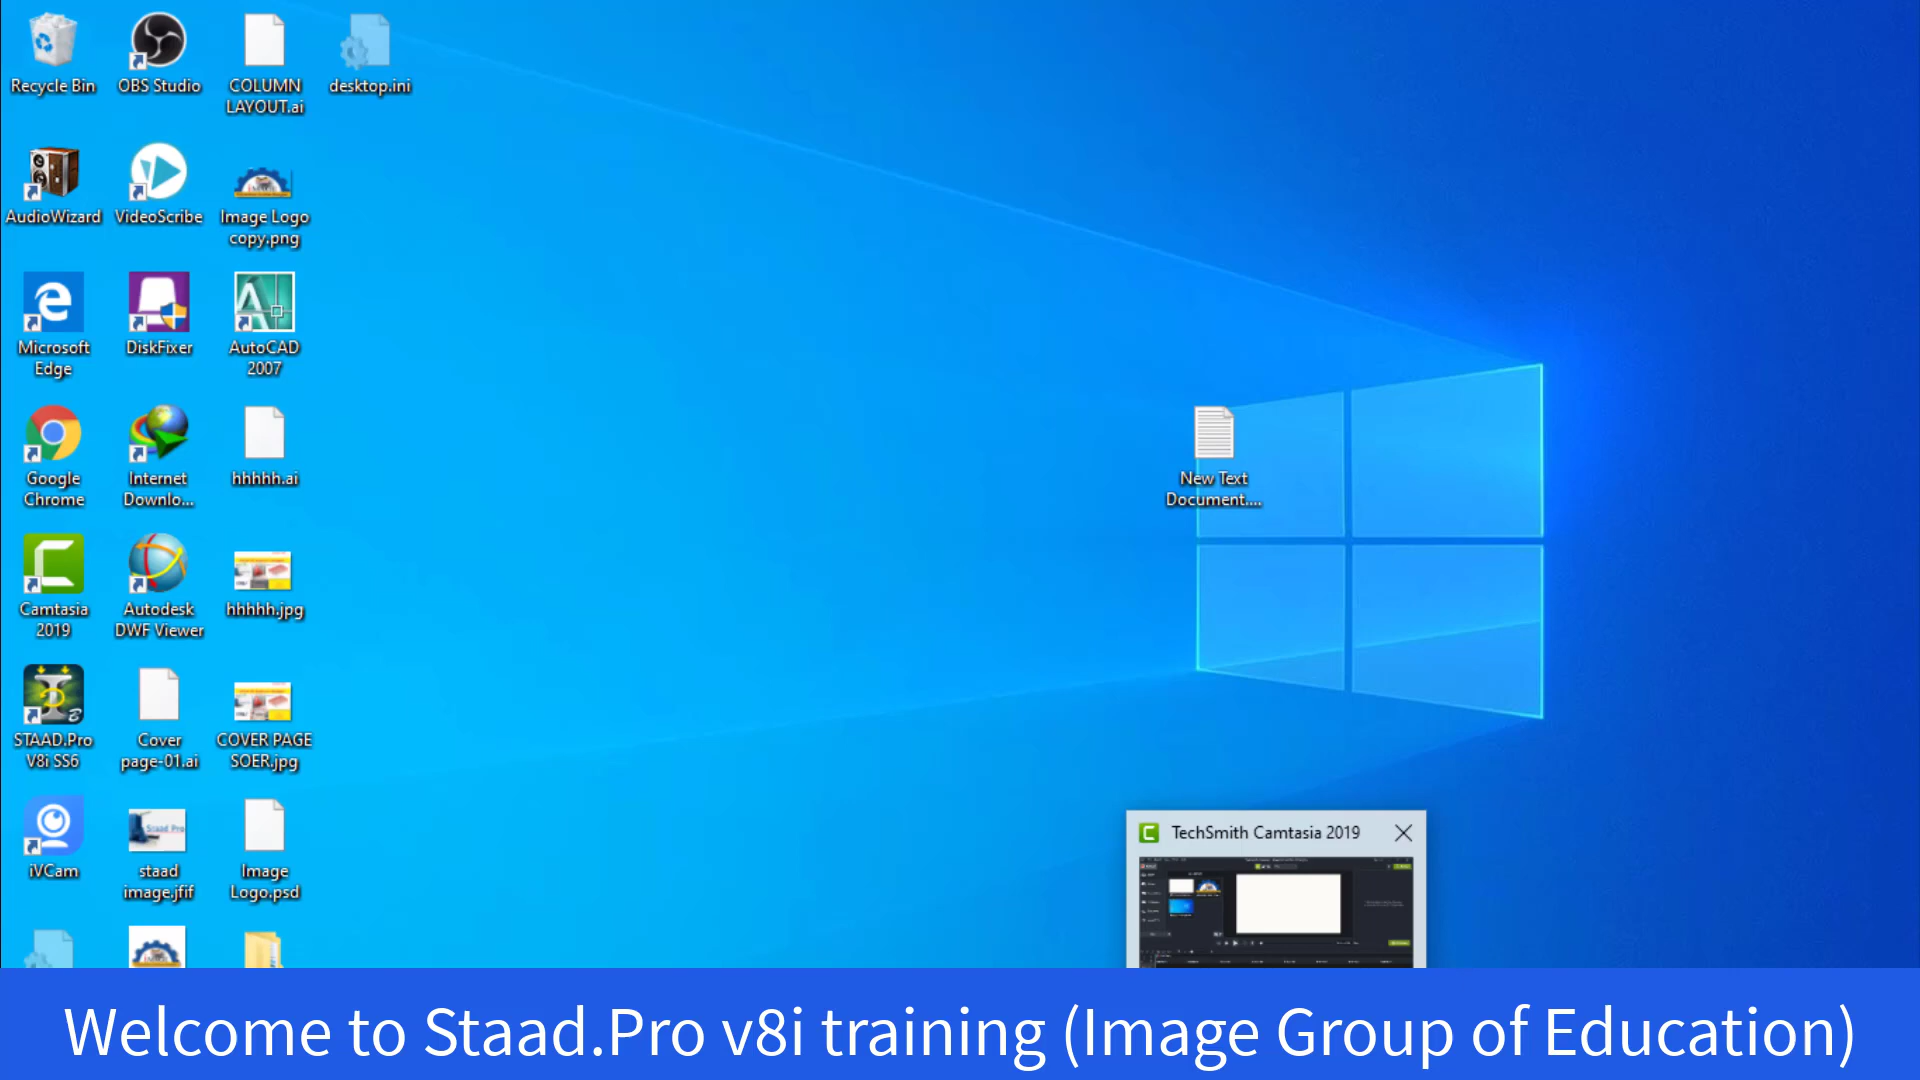 Recycle Bin
OBS Studio
COLUMN
LAYOUT.ai
desktop.ini
AudioWizard
VideoScribe
Image Logo
copy.png
Microsoft
Edge
DiskFixer
AutoCAD
2007
Google
Chrome
Internet
Downlo...
hhhhh.ai
New Text
Document....
Camtasia
2019
Autodesk
DWF Viewer
hhhhh.jpg
STAAD.Pro
V8i SS6
Cover
page-01.ai
COVER PAGE
SOER.jpg
iVCam
Staad Pro
staad
image.jfif
Image
Logo.psd
TechSmith Camtasia 2019
Welcome to Staad.Pro v8i training (Image Group of Education)